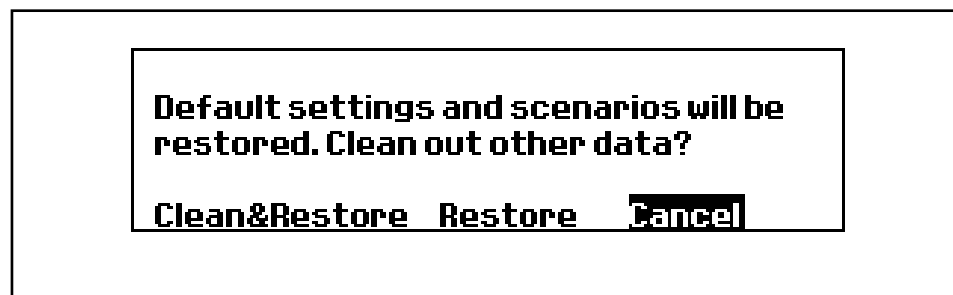 Default settings and scenarios will be
restored. Clean out other data?
Clean&Restore Restore Cancel